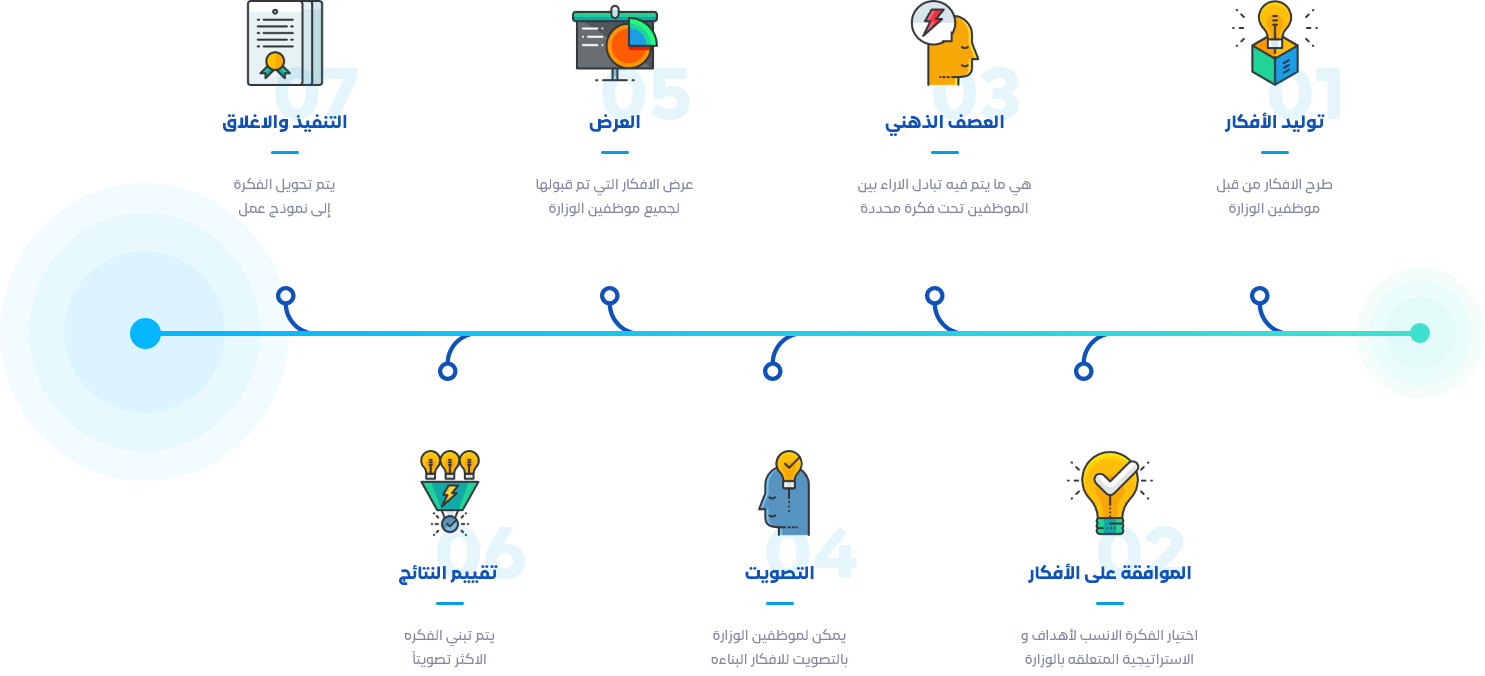 01
توليد الأفكار
طرح الافكار من قبل
موظفين الوزارة
02
الموافقة على الأفكار
اختيار الفكرة الانسب لأهداف و
الاستراتيجية المتعلقه بالوزارة
03
العصف الذهني
هي ما يتم فيه تبادل الاراء بين
الموظفين تحت فكرة محددة
04
التصويت
يمكن لموظفين الوزارة
بالتصويت للافكار البناءه
05
العرض
عرض الافكار التي تم قبولها
لجميع موظفين الوزارة
06
تقييم النتائج
يتم تبني الفكره
الاكثر تصويتاً
07
التنفيذ والاغلاق
يتم تحويل الفكرة
إلى نموذج عمل